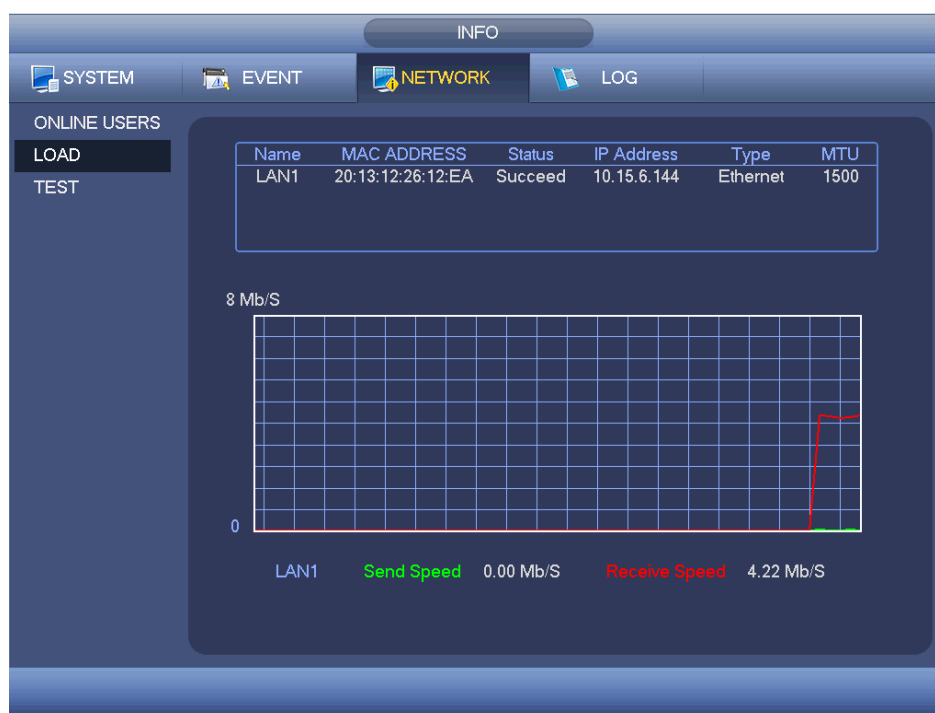 INFO
SYSTEM EVENT NETWORK LOG
ONLINE USERS
LOAD
TEST
Name MAC ADDRESS Status IP Address Type MTU
LAN1 20:13:12:26:12:EA Succeed 10.15.6.144 Ethernet 1500
8 Mb/S
0
LAN1 Send Speed 0.00 Mb/S Receive Speed 4.22 Mb/S